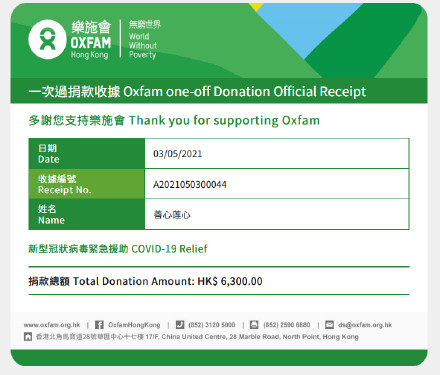 樂施會
OXFAM
Hong Kong
無窮世界
World
Without
Poverty
一次過捐款收據 Oxfam one-off Donation Official Receipt
多謝您支持樂施會 Thank you for supporting Oxfam
日期
Date
03/05/2021
收據編號
Receipt No.
A2021050300044
姓名
Name
善心蓮心
新型冠狀病毒緊急援助 COVID-19 Relief
捐款總額 Total Donation Amount: HK$ 6,300.00
www.oxfam.org.hk | OxfamHongKong | (852) 3120 5000 | (852) 2590 6880 | ds@oxfam.org.hk
香港北角馬寶道28號華匯中心十七樓 17/F, China United Centre, 28 Marble Road, North Point, Hong Kong